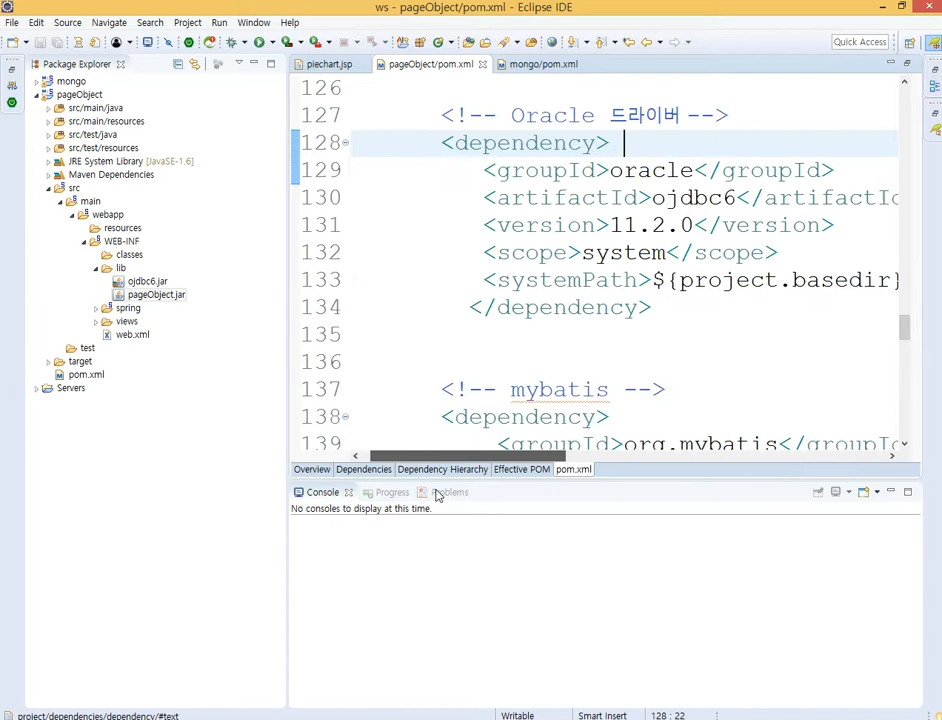 ws - pageObject/pom.xml - Eclipse IDE
File Edit Source Navigate Search Project Run Window Help
Quick Access
Package Explorer
mongo
pageObject
src/main/java
src/main/resources
src/test/java
src/test/resources
JRE System Library [JavaSE-1.6]
Maven Dependencies
src
main
webapp
resources
WEB-INF
classes
lib
ojdbc6.jar
pageObject.jar
spring
views
web.xml
test
target
pom.xml
Servers
piechart.jsp pageObject/pom.xml mongo/pom.xml
126
127 <!-- Oracle 드라이버 -->
128 <dependency>
129 <groupId>oracle</groupId>
130 <artifactId>ojdbc6</artifactId
131 <version>11.2.0</version>
132 <scope>system</scope>
133 <systemPath>${project.basedir}
134 </dependency>
135
136
137 <!-- mybatis -->
138 <dependency>
139 <groupId>org.mybatis</groupId>
Overview Dependencies Dependency Hierarchy Effective POM pom.xml
Console Progress Problems
No consoles to display at this time.
project/dependencies/dependency/#text Writable Smart Insert 128 : 22